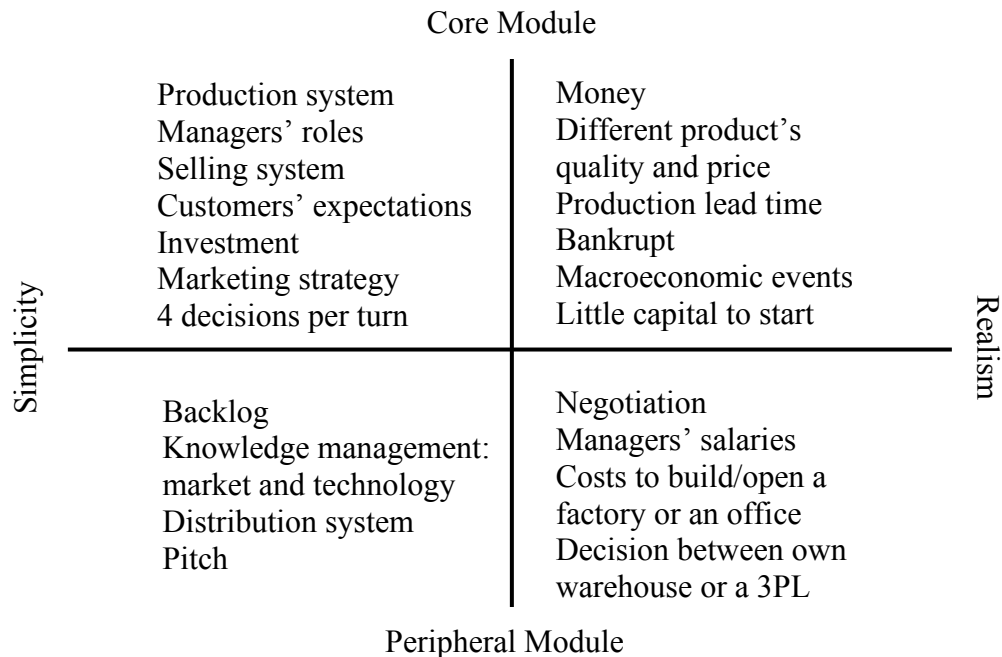 Core Module
Production system
Managers’ roles
Selling system
Customers’ expectations
Investment
Marketing strategy
4 decisions per turn
Money
Different product’s
quality and price
Production lead time
Bankrupt
Macroeconomic events
Little capital to start
Simplicity
Realism
Backlog
Knowledge management:
market and technology
Distribution system
Pitch
Negotiation
Managers’ salaries
Costs to build/open a
factory or an office
Decision between own
warehouse or a 3PL
Peripheral Module